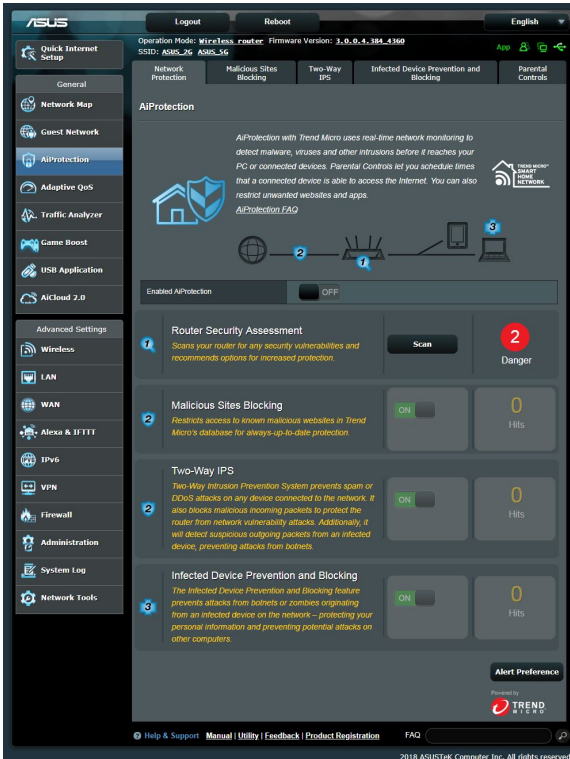 ASUS
Logout
Reboot
English
Quick Internet
Setup
General
Network Map
Guest Network
AiProtection
Adaptive QoS
Traffic Analyzer
Game Boost
USB Application
AiCloud 2.0
Advanced Settings
Wireless
LAN
WAN
Alexa & IFTTT
IPv6
VPN
Firewall
Administration
System Log
Network Tools
Operation Mode: Wireless router Firmware Version: 3.0.0.4.384_4360
SSID: ASUS_2G ASUS_5G
App
Network
Protection
Malicious Sites
Blocking
Two-Way
IPS
Infected Device Prevention and
Blocking
Parental
Controls
AiProtection
AiProtection with Trend Micro uses real-time network monitoring to
detect malware, viruses and other intrusions before it reaches your
PC or connected devices. Parental Controls let you schedule times
that a connected device is able to access the Internet. You can also
restrict unwanted websites and apps.
AiProtection FAQ
TREND MICRO™
SMART
HOME
NETWORK
2
1
3
Enabled AiProtection
OFF
1
Router Security Assessment
Scans your router for any security vulnerabilities and
recommends options for increased protection.
Scan
2
Danger
2
Malicious Sites Blocking
Restricts access to known malicious websites in Trend
Micro's database for always-up-to-date protection.
ON
0
Hits
2
Two-Way IPS
Two-Way Intrusion Prevention System prevents spam or
DDoS attacks on any device connected to the network. It
also blocks malicious incoming packets to protect the
router from network vulnerability attacks. Additionally, it
will detect suspicious outgoing packets from an infected
device, preventing attacks from botnets.
ON
0
Hits
3
Infected Device Prevention and Blocking
The Infected Device Prevention and Blocking feature
prevents attacks from botnets or zombies originating
from an infected device on the network – protecting your
personal information and preventing potential attacks on
other computers.
ON
0
Hits
Alert Preference
Powered by
TREND
MICRO
Help & Support Manual | Utility | Feedback | Product Registration FAQ
2018 ASUSTeK Computer Inc. All rights reserved